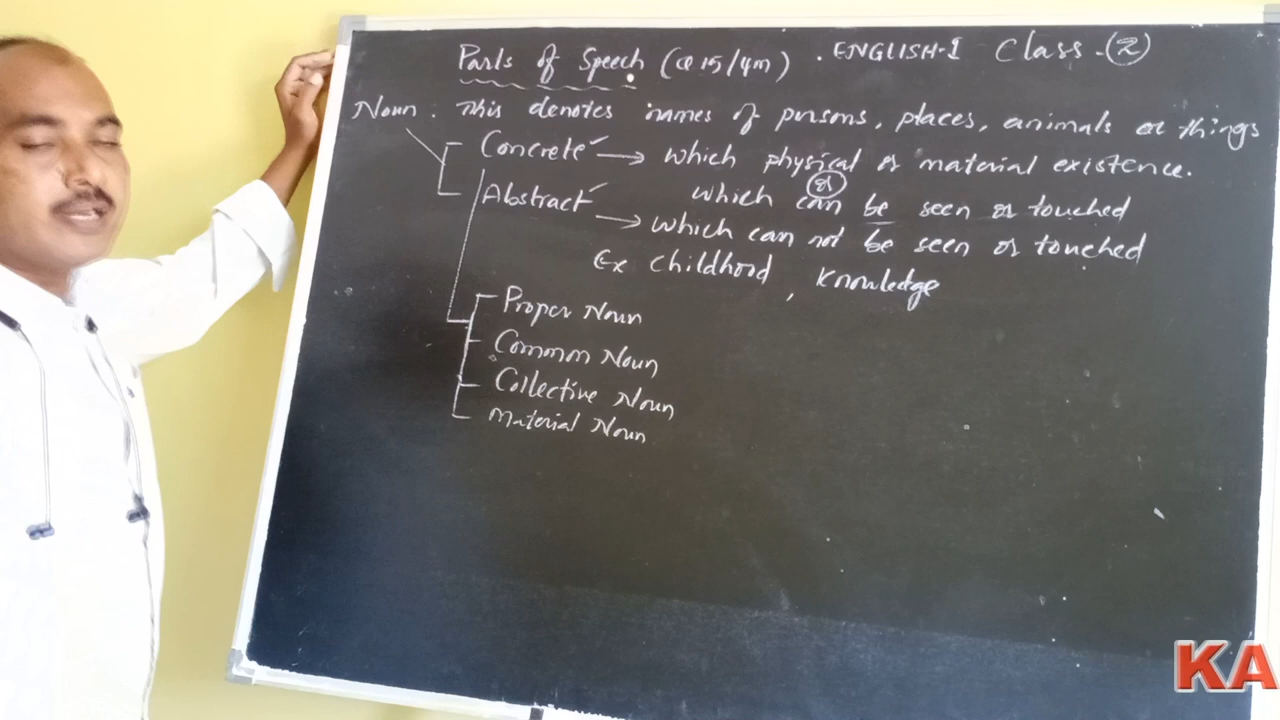 Parts of Speech (Q 15/4m) . ENGLISH-1 Class - (2)
Noun : This denotes names of persons, places, animals or things
Concrete → which physical or material existence.
(or)
which can be seen or touched
Abstract → which can not be seen or touched
Ex childhood, Knowledge
Proper Noun
Common Noun
Collective Noun
Material Noun
KA